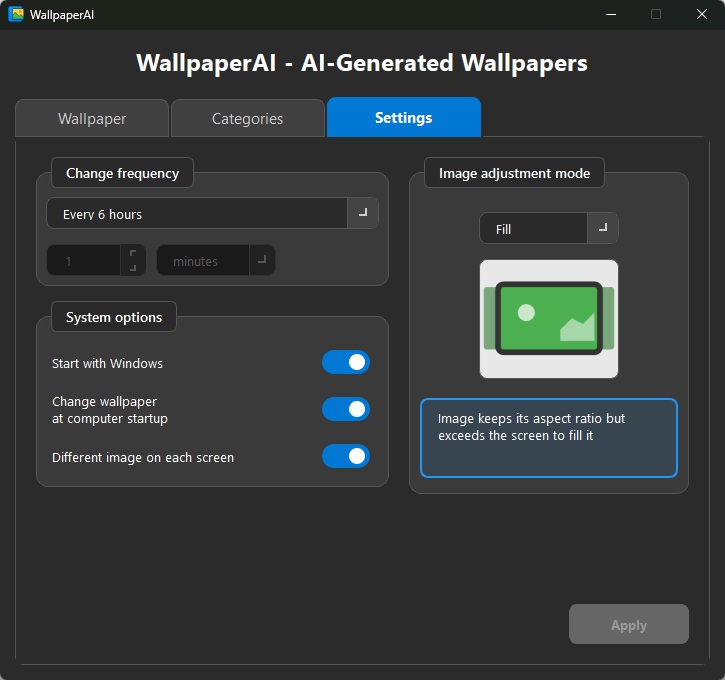 WallpaperAI
WallpaperAI - AI-Generated Wallpapers
Wallpaper
Categories
Settings
Change frequency
Every 6 hours
1
minutes
System options
Start with Windows
Change wallpaper
at computer startup
Different image on each screen
Image adjustment mode
Fill
Image keeps its aspect ratio but
exceeds the screen to fill it
Apply